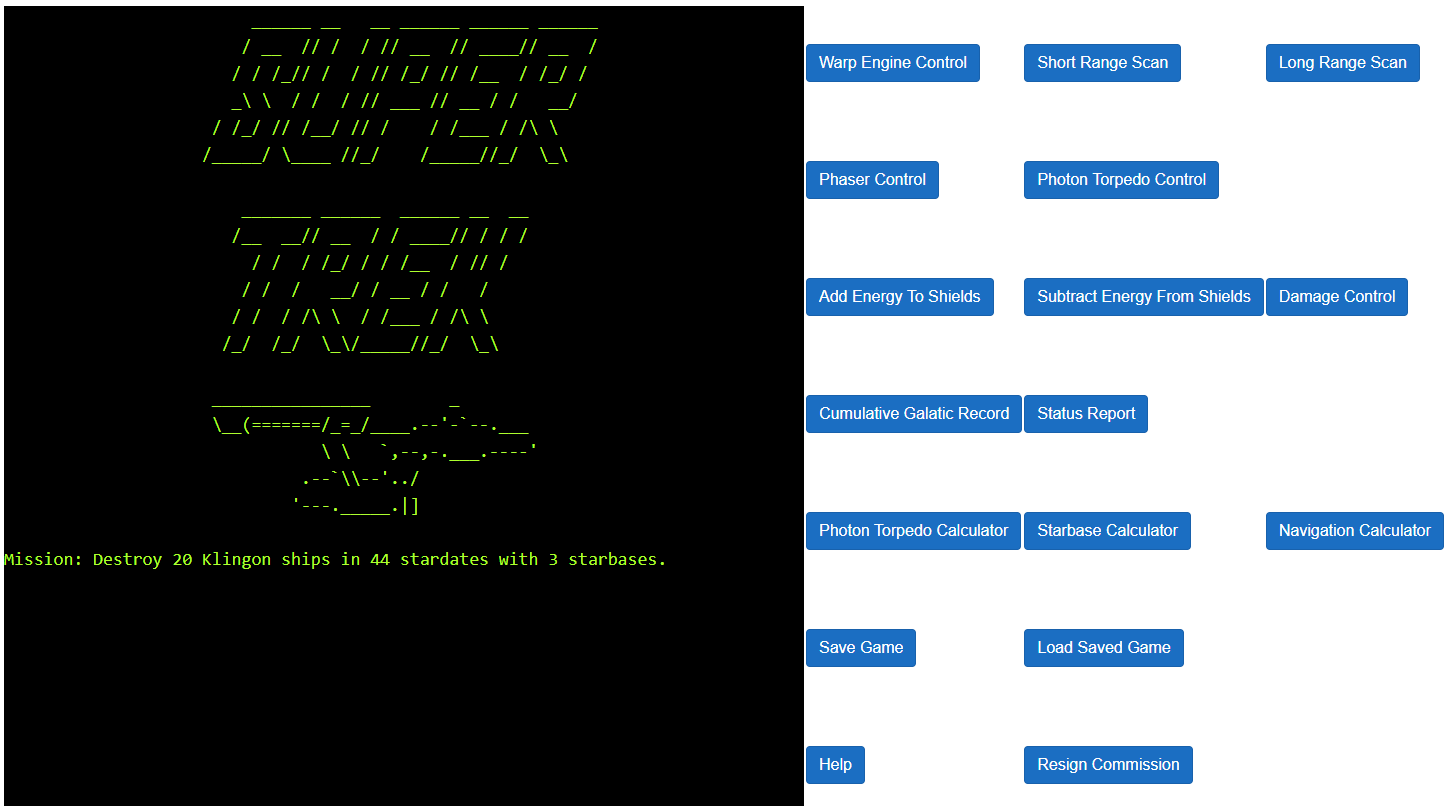 SUPER
TREK
Mission: Destroy 20 Klingon ships in 44 stardates with 3 starbases.
Warp Engine Control
Short Range Scan
Long Range Scan
Phaser Control
Photon Torpedo Control
Add Energy To Shields
Subtract Energy From Shields
Damage Control
Cumulative Galatic Record
Status Report
Photon Torpedo Calculator
Starbase Calculator
Navigation Calculator
Save Game
Load Saved Game
Help
Resign Commission